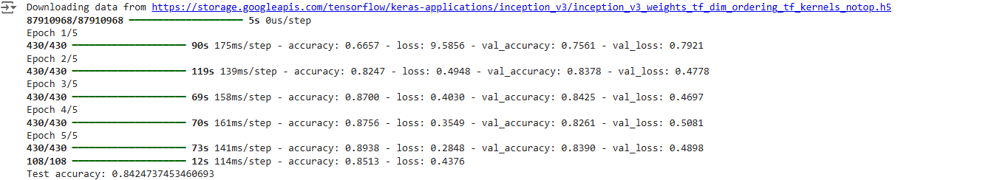 Downloading data from https://storage.googleapis.com/tensorflow/keras-applications/inception_v3/inception_v3_weights_tf_dim_ordering_tf_kernels_notop.h5
87910968/87910968 ━━━━━━━━━━━━━━━━━━━━ 5s 0us/step
Epoch 1/5
430/430 ━━━━━━━━━━━━━━━━━━━━ 90s 175ms/step - accuracy: 0.6657 - loss: 9.5856 - val_accuracy: 0.7561 - val_loss: 0.7921
Epoch 2/5
430/430 ━━━━━━━━━━━━━━━━━━━━ 119s 139ms/step - accuracy: 0.8247 - loss: 0.4948 - val_accuracy: 0.8378 - val_loss: 0.4778
Epoch 3/5
430/430 ━━━━━━━━━━━━━━━━━━━━ 69s 158ms/step - accuracy: 0.8700 - loss: 0.4030 - val_accuracy: 0.8425 - val_loss: 0.4697
Epoch 4/5
430/430 ━━━━━━━━━━━━━━━━━━━━ 70s 161ms/step - accuracy: 0.8756 - loss: 0.3549 - val_accuracy: 0.8261 - val_loss: 0.5081
Epoch 5/5
430/430 ━━━━━━━━━━━━━━━━━━━━ 73s 141ms/step - accuracy: 0.8938 - loss: 0.2848 - val_accuracy: 0.8390 - val_loss: 0.4898
108/108 ━━━━━━━━━━━━━━━━━━━━ 12s 114ms/step - accuracy: 0.8513 - loss: 0.4376
Test accuracy: 0.8424737453460693